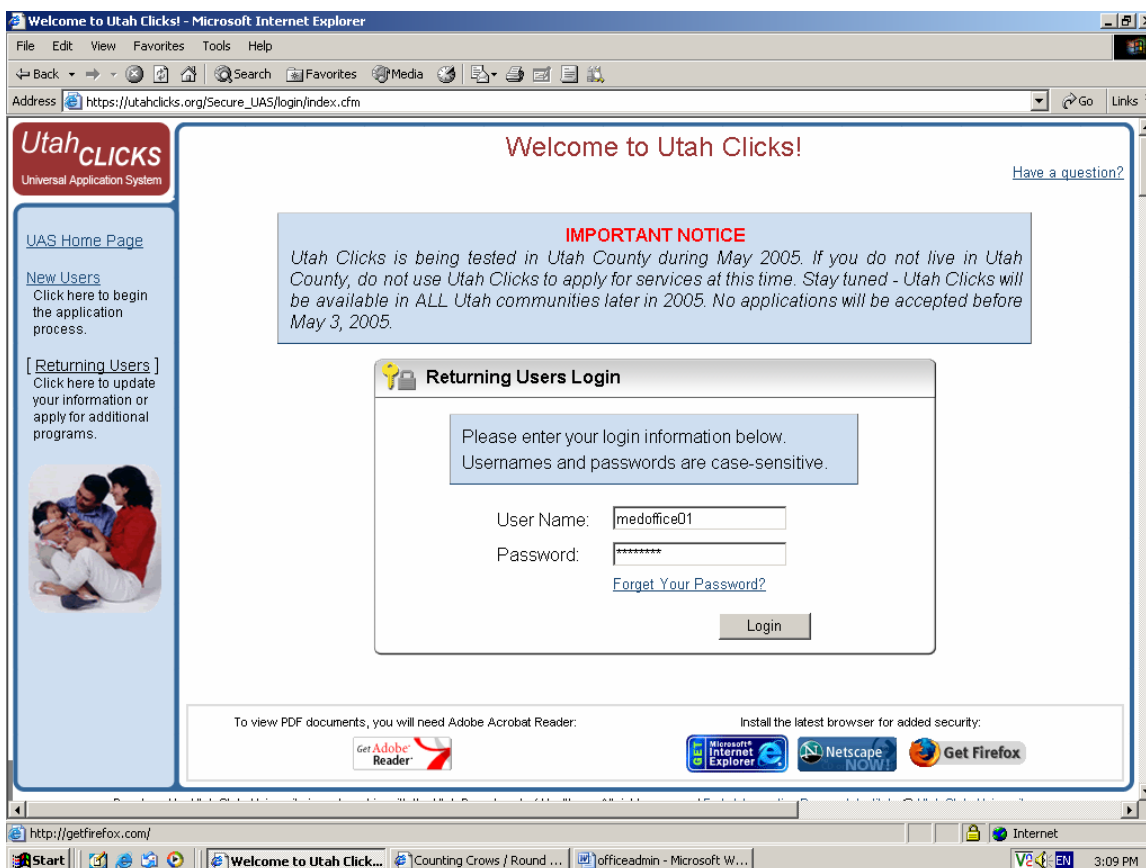 Welcome to Utah Clicks! - Microsoft Internet Explorer
File Edit View Favorites Tools Help
Back Search Favorites Media
Address https://utahclicks.org/Secure_UAS/login/index.cfm Go Links
Utah CLICKS
Universal Application System
Welcome to Utah Clicks!
Have a question?
UAS Home Page
New Users
Click here to begin
the application
process.
[ Returning Users ]
Click here to update
your information or
apply for additional
programs.
IMPORTANT NOTICE
Utah Clicks is being tested in Utah County during May 2005. If you do not live in Utah
County, do not use Utah Clicks to apply for services at this time. Stay tuned - Utah Clicks will
be available in ALL Utah communities later in 2005. No applications will be accepted before
May 3, 2005.
Returning Users Login
Please enter your login information below.
Usernames and passwords are case-sensitive.
User Name: medoffice01
Password: ********
Forget Your Password?
Login
To view PDF documents, you will need Adobe Acrobat Reader:
Get Adobe Reader
Install the latest browser for added security:
GET Microsoft Internet Explorer
Netscape NOW!
Get Firefox
http://getfirefox.com/ Internet
Start Welcome to Utah Click... Counting Crows / Round ... officeadmin - Microsoft W... EN 3:09 PM